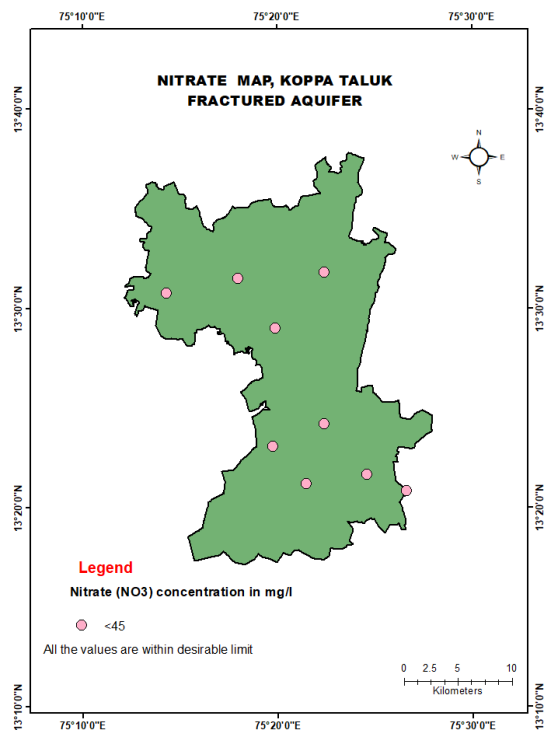 75°10'0"E 75°20'0"E 75°30'0"E
NITRATE MAP, KOPPA TALUK
FRACTURED AQUIFER
13°40'0"N 13°40'0"N
N
W E
S
13°30'0"N 13°30'0"N
13°20'0"N 13°20'0"N
Legend
Nitrate (NO3) concentration in mg/l
<45
All the values are within desirable limit
0 2.5 5 10
Kilometers
13°10'0"N 13°10'0"N
75°10'0"E 75°20'0"E 75°30'0"E